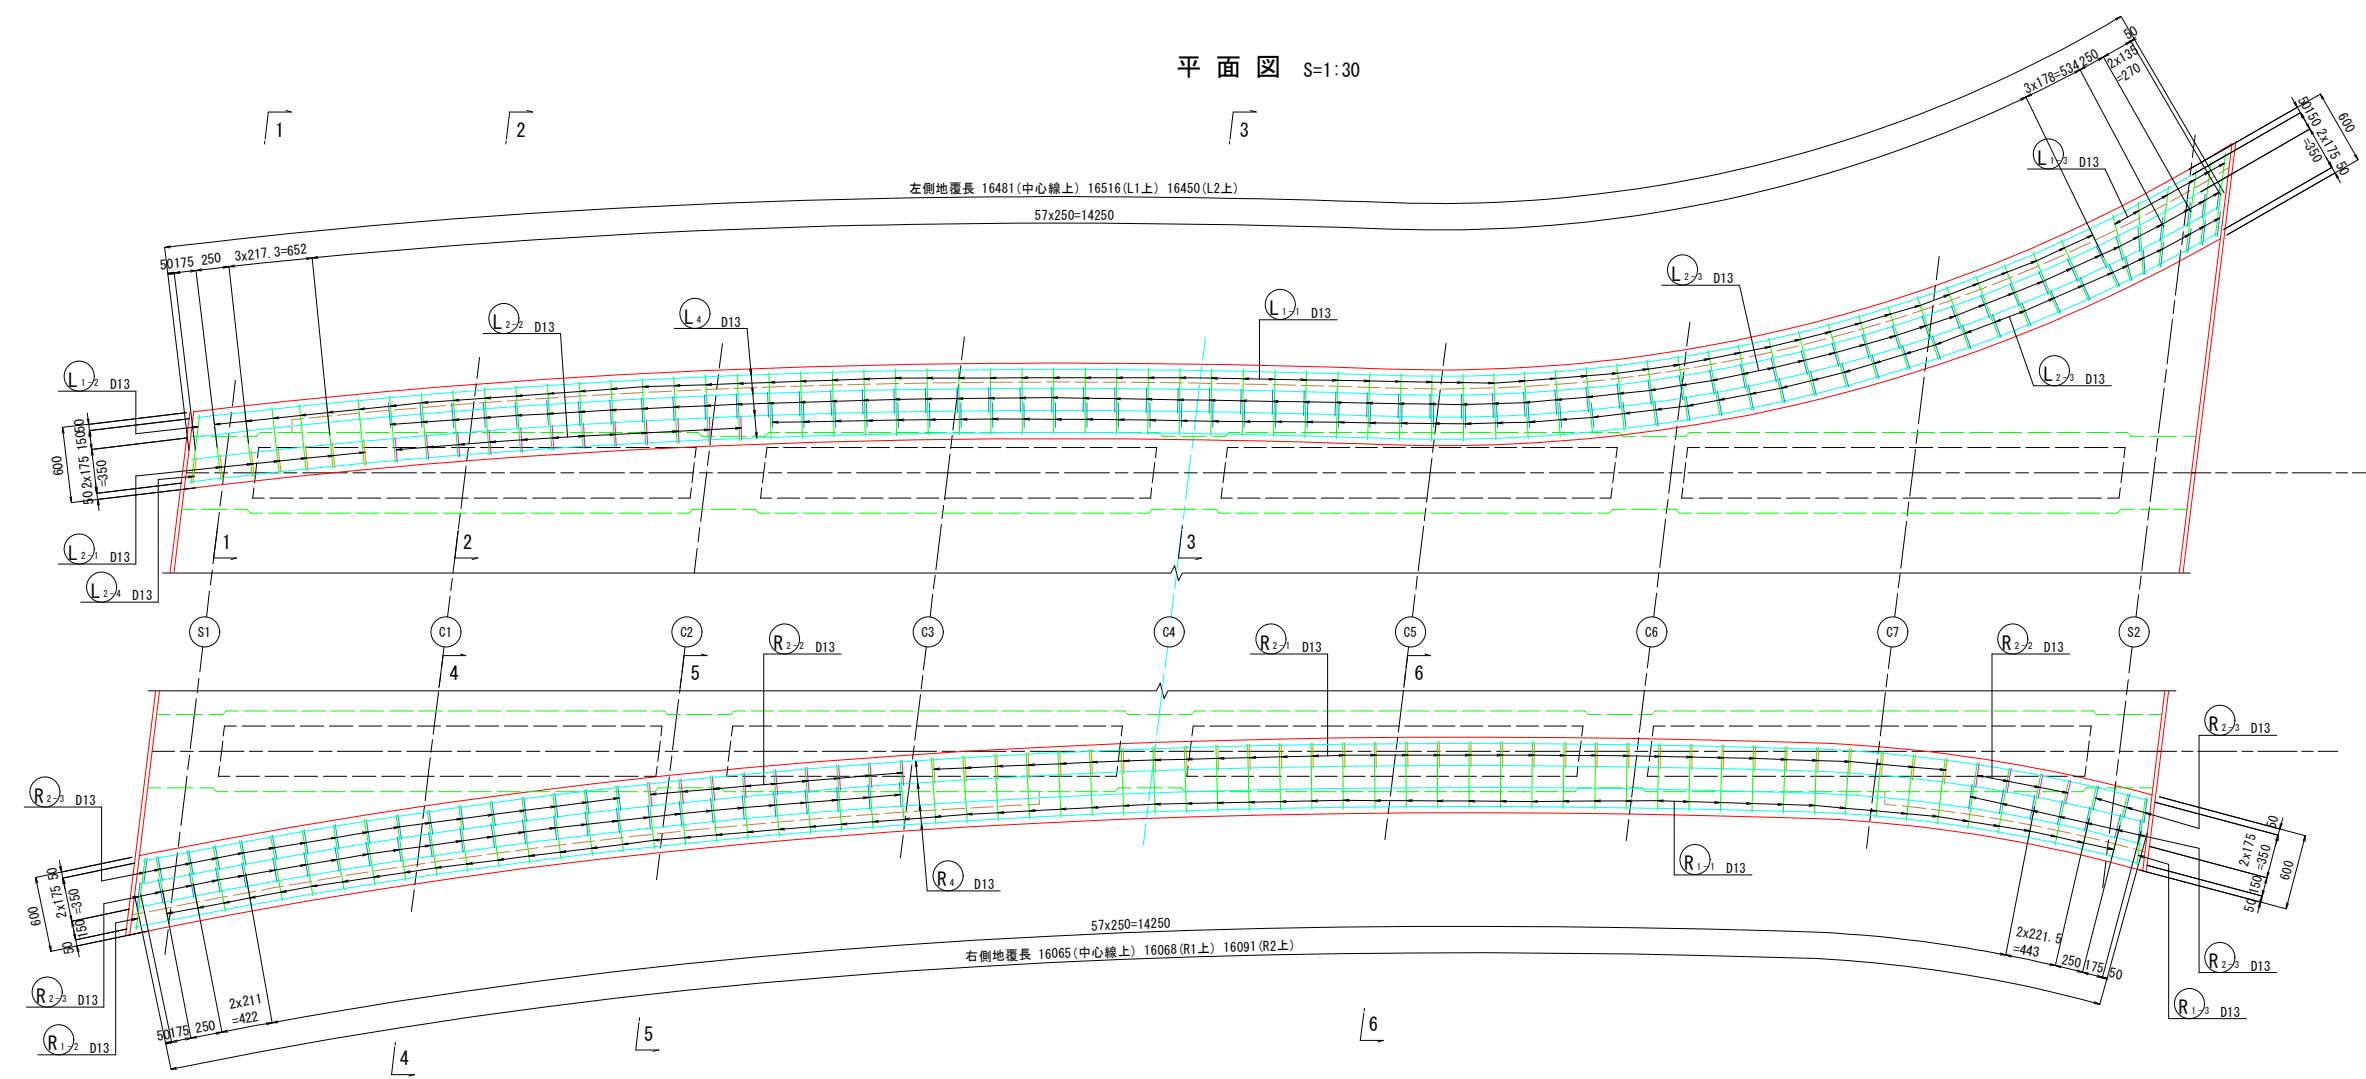 平面図 S=1:30
1
2
3
50
2x135
=270
250
3x178=534
左側地覆長 16481(中心線上) 16516(L1上) 16450(L2上)
57x250=14250
50
175
250
3x217.3=652
50
150
2x175
=350
50
600
L1-3 D13
L2-3 D13
L1-1 D13
L4 D13
L2-2 D13
L1-2 D13
L2-3 D13
50
150
2x175
=350
50
600
L2-1 D13
L2-4 D13
1
2
3
S1
C1
C2
C3
C4
C5
C6
C7
S2
4
5
6
R2-2 D13
R2-1 D13
R2-2 D13
R2-3 D13
R2-3 D13
50
2x175
=350
150
50
600
R4 D13
R1-1 D13
50
2x175
=350
150
50
600
57x250=14250
右側地覆長 16065(中心線上) 16068(R1上) 16091(R2上)
2x221.5
=443
250
175
50
R2-3 D13
R1-3 D13
R2-3 D13
R1-2 D13
50
175
250
2x211
=422
4
5
6